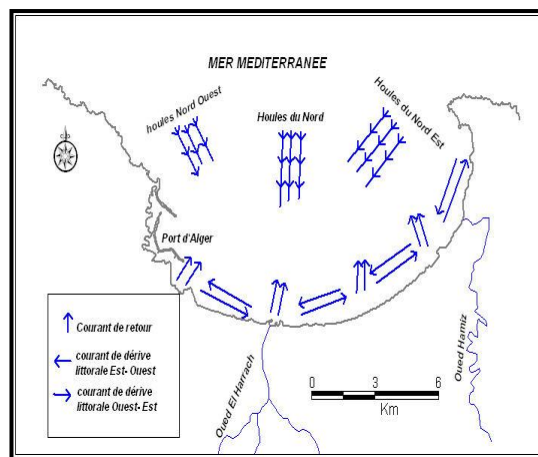 MER MEDITERRANEE
houles Nord Ouest
Houles du Nord
Houles du Nord Est
Port d'Alger
Courant de retour
courant de dérive
littorale Est- Ouest
courant de dérive
littorale Ouest- Est
Oued El Harrach
Oued Hamiz
0 3 6
Km